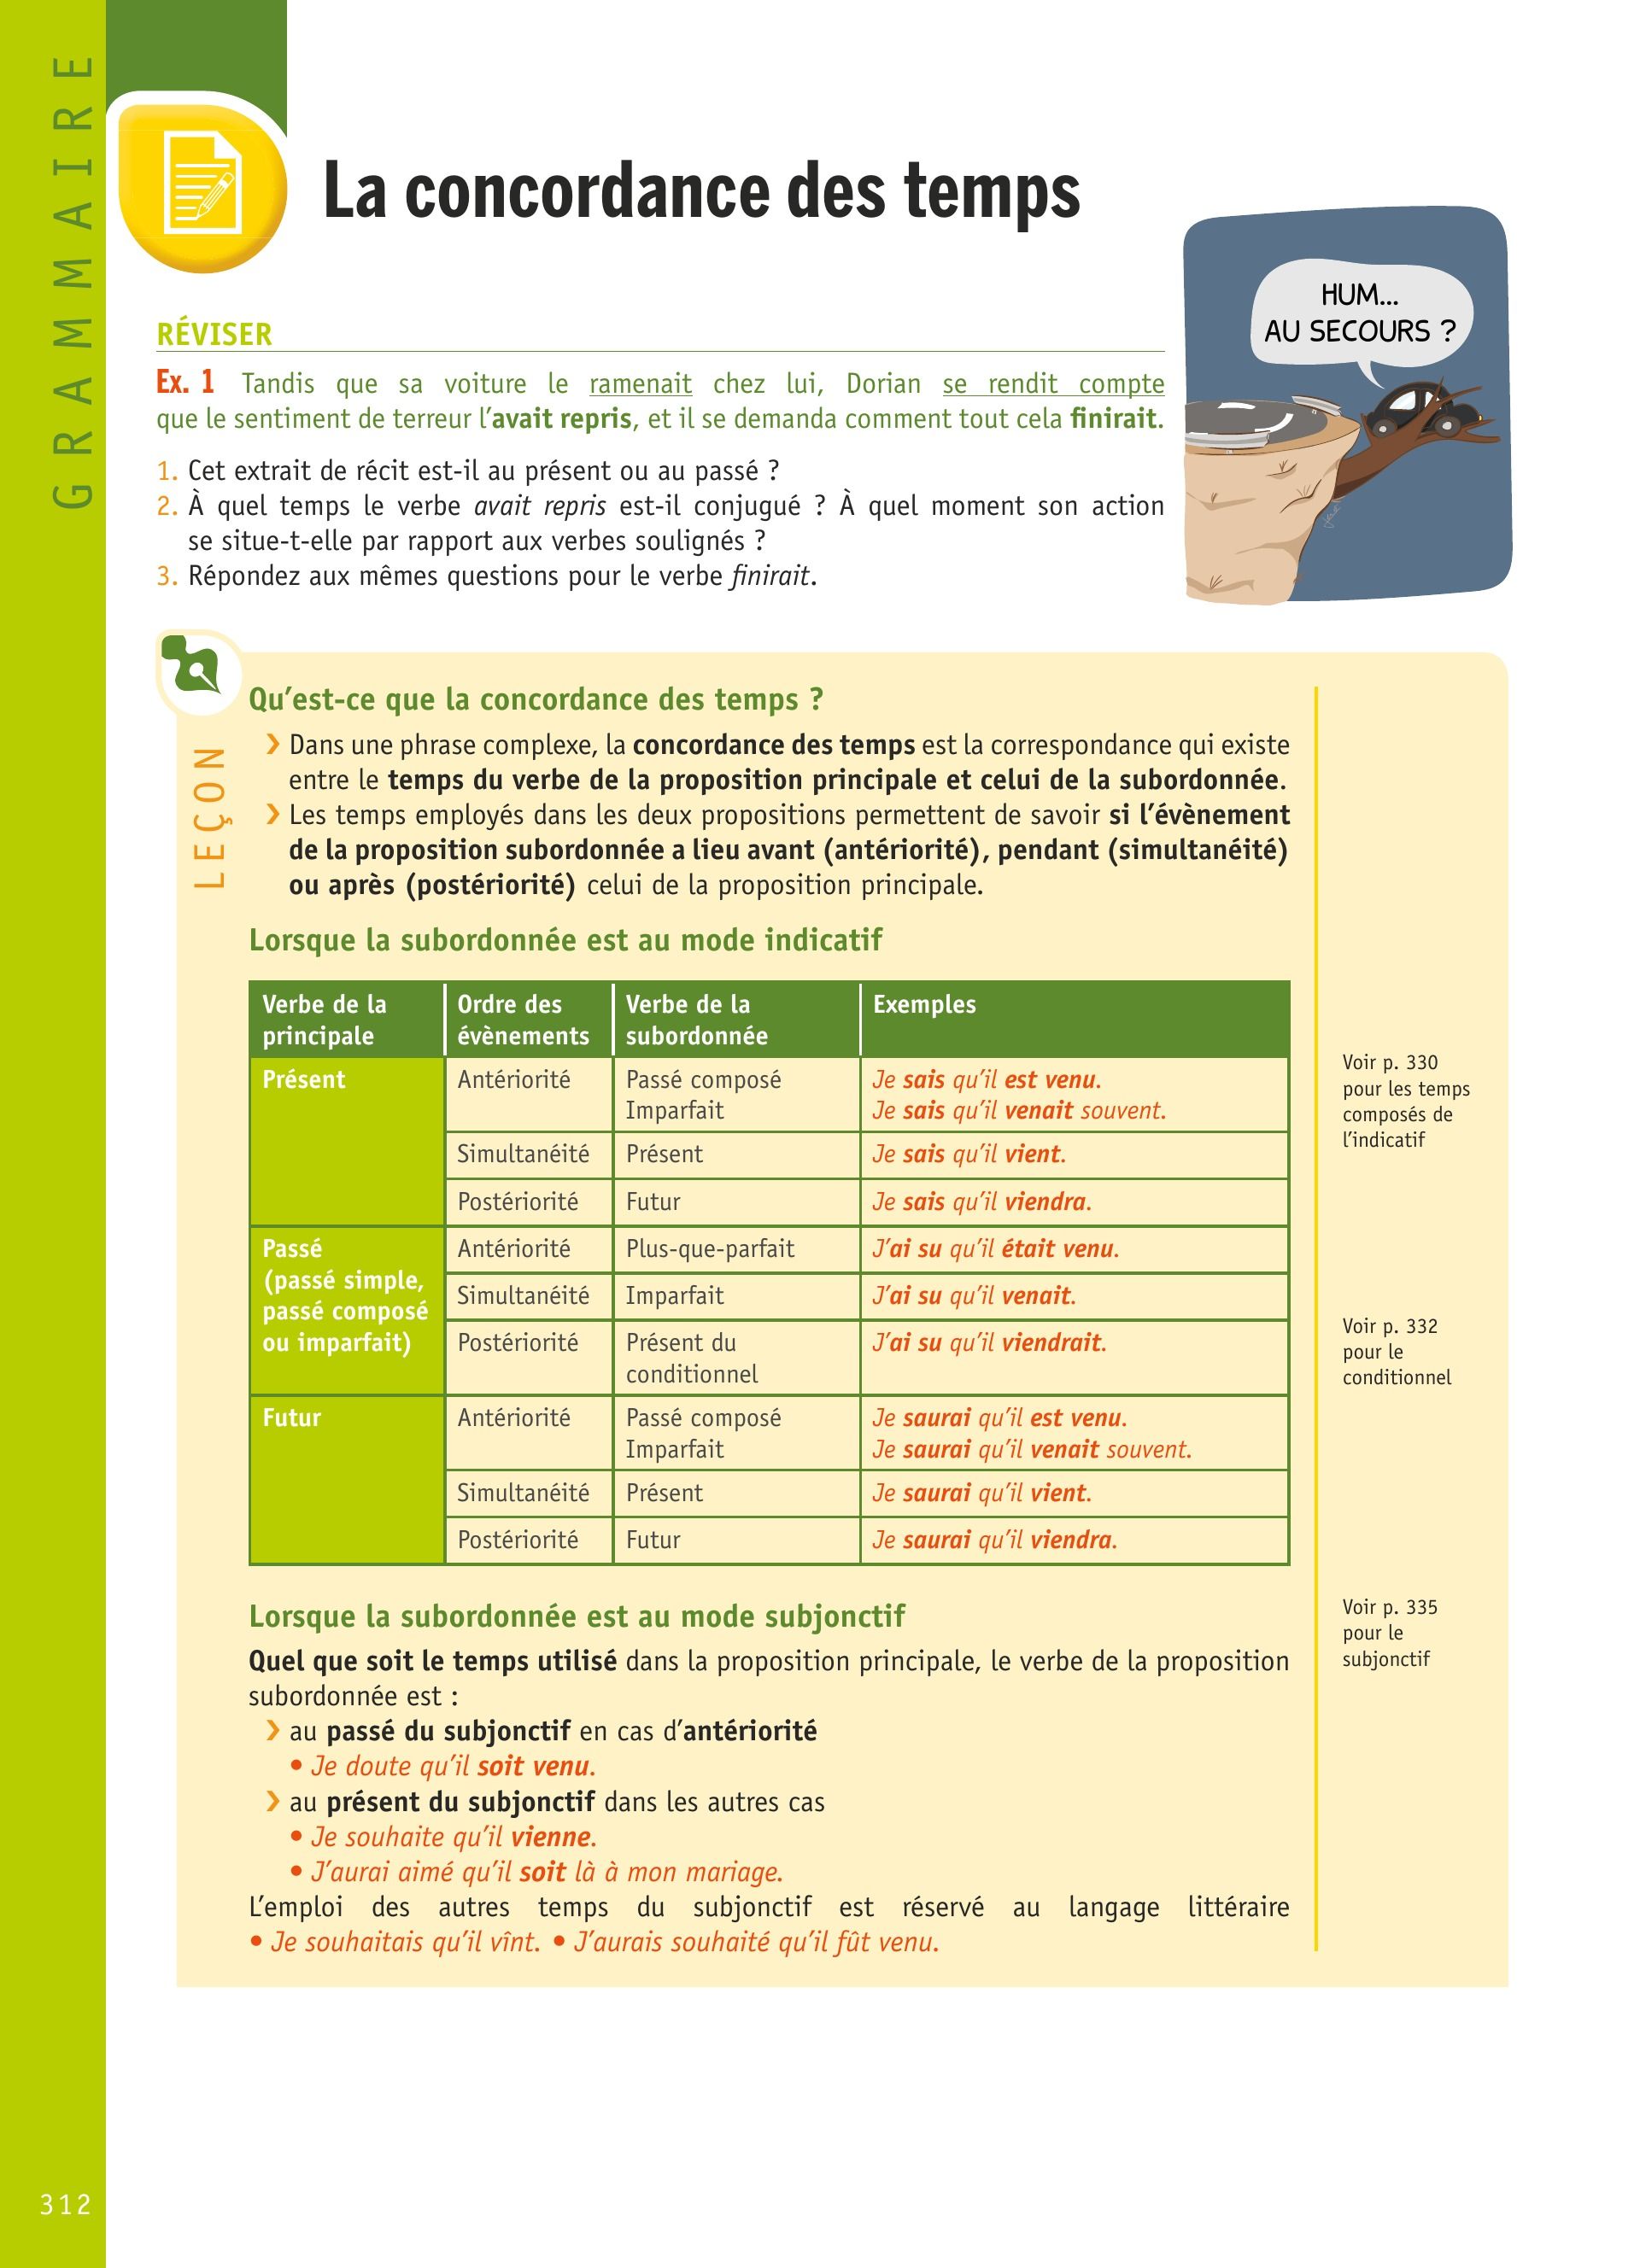 GRAMMAIRE
La concordance des temps
HUM...
AU SECOURS ?
RÉVISER
Ex. 1 Tandis que sa voiture le ramenait chez lui, Dorian se rendit compte
que le sentiment de terreur l’avait repris, et il se demanda comment tout cela finirait.
1. Cet extrait de récit est-il au présent ou au passé ?
2. À quel temps le verbe avait repris est-il conjugué ? À quel moment son action
se situe-t-elle par rapport aux verbes soulignés ?
3. Répondez aux mêmes questions pour le verbe finirait.
LEÇON
Qu’est-ce que la concordance des temps ?
› Dans une phrase complexe, la concordance des temps est la correspondance qui existe
entre le temps du verbe de la proposition principale et celui de la subordonnée.
› Les temps employés dans les deux propositions permettent de savoir si l’évènement
de la proposition subordonnée a lieu avant (antériorité), pendant (simultanéité)
ou après (postériorité) celui de la proposition principale.
Lorsque la subordonnée est au mode indicatif
Verbe de la
principale
Ordre des
évènements
Verbe de la
subordonnée
Exemples
Présent
Antériorité
Passé composé
Imparfait
Je sais qu’il est venu.
Je sais qu’il venait souvent.
Simultanéité
Présent
Je sais qu’il vient.
Postériorité
Futur
Je sais qu’il viendra.
Passé
(passé simple,
passé composé
ou imparfait)
Antériorité
Plus-que-parfait
J’ai su qu’il était venu.
Simultanéité
Imparfait
J’ai su qu’il venait.
Postériorité
Présent du
conditionnel
J’ai su qu’il viendrait.
Futur
Antériorité
Passé composé
Imparfait
Je saurai qu’il est venu.
Je saurai qu’il venait souvent.
Simultanéité
Présent
Je saurai qu’il vient.
Postériorité
Futur
Je saurai qu’il viendra.
Voir p. 330
pour les temps
composés de
l’indicatif
Voir p. 332
pour le
conditionnel
Lorsque la subordonnée est au mode subjonctif
Quel que soit le temps utilisé dans la proposition principale, le verbe de la proposition
subordonnée est :
› au passé du subjonctif en cas d’antériorité
• Je doute qu’il soit venu.
› au présent du subjonctif dans les autres cas
• Je souhaite qu’il vienne.
• J’aurai aimé qu’il soit là à mon mariage.
L’emploi des autres temps du subjonctif est réservé au langage littéraire
• Je souhaitais qu’il vînt. • J’aurais souhaité qu’il fût venu.
Voir p. 335
pour le
subjonctif
312